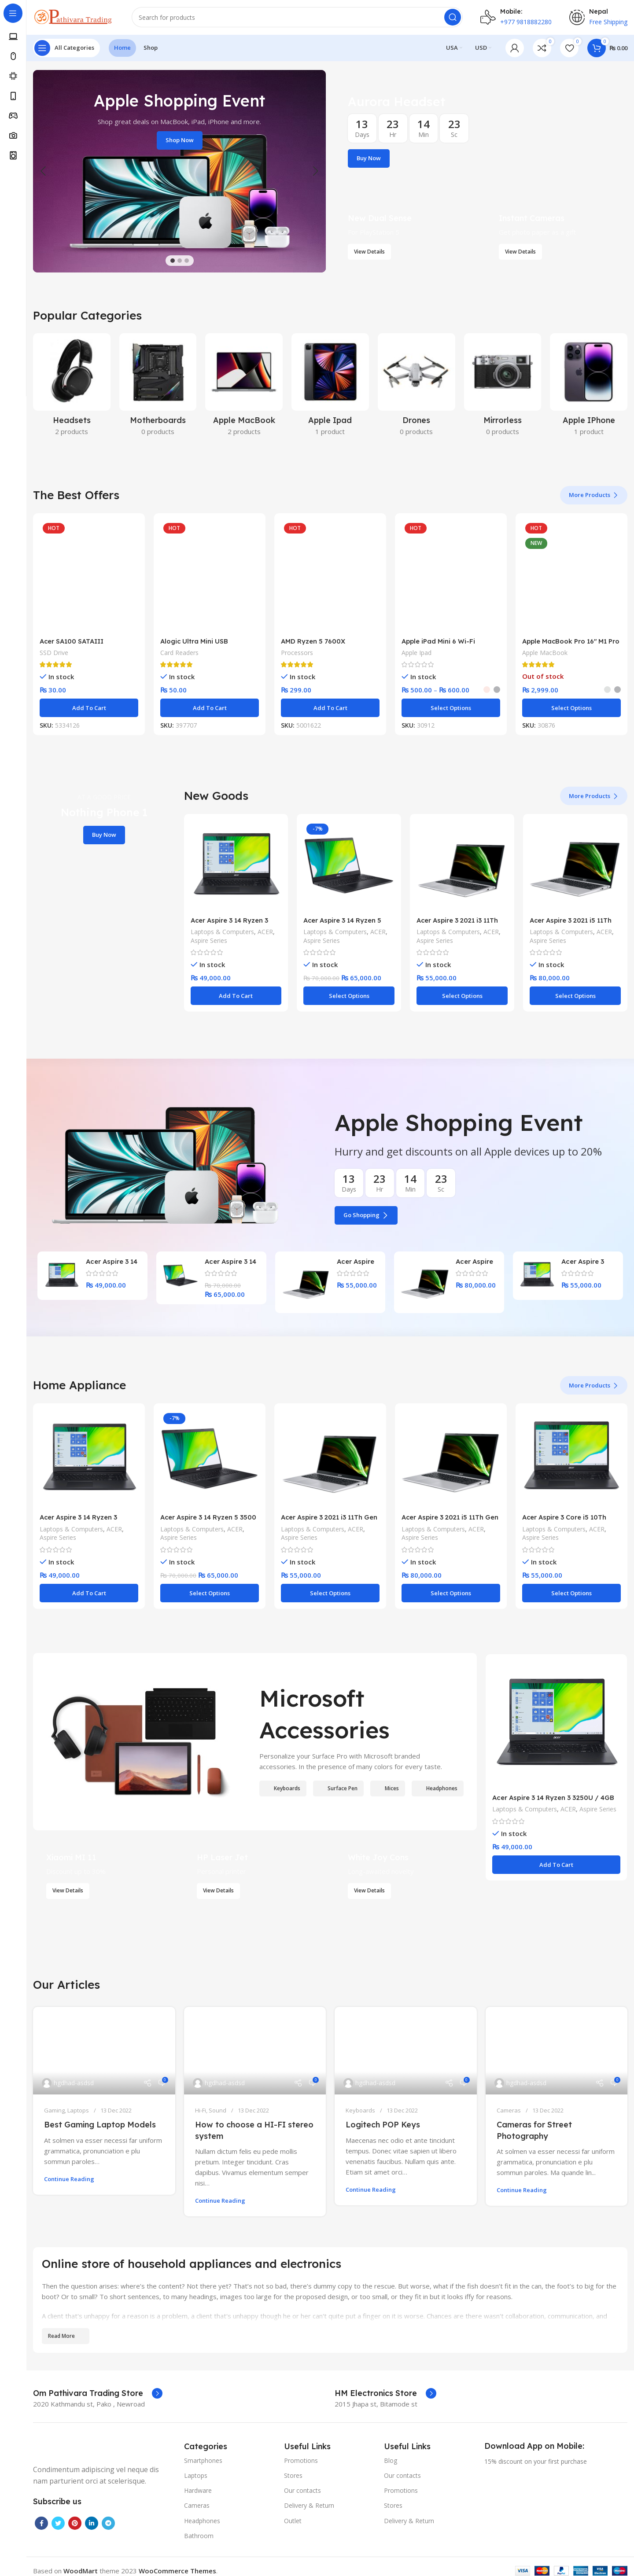 Pathivara Trading
Search for products
Mobile:
+977 9818882280
Nepal
Free Shipping
All Categories
Home
Shop
USA
USD
0
0
0
₨ 0.00
Apple Shopping Event
Shop great deals on MacBook, iPad, iPhone and more.
Shop Now
Aurora Headset
13 23 14 23
Days Hr Min Sc
Buy Now
View Details
View Details
Popular Categories
Headsets
2 products
Motherboards
0 products
Apple MacBook
2 products
Apple Ipad
1 product
Drones
0 products
Mirrorless
0 products
Apple IPhone
1 product
The Best Offers
More Products
HOT
Acer SA100 SATAIII
SSD Drive
In stock
₨ 30.00
Add To Cart
SKU: 5334126
HOT
Alogic Ultra Mini USB
Card Readers
In stock
₨ 50.00
Add To Cart
SKU: 397707
HOT
AMD Ryzen 5 7600X
Processors
In stock
₨ 299.00
Add To Cart
SKU: 5001622
HOT
Apple iPad Mini 6 Wi-Fi
Apple Ipad
In stock
₨ 500.00 – ₨ 600.00
Select Options
SKU: 30912
HOT
NEW
Apple MacBook Pro 16" M1 Pro
Apple MacBook
Out of stock
₨ 2,999.00
Select Options
SKU: 30876
Nothing Phone 1
Buy Now
New Goods
More Products
Acer Aspire 3 14 Ryzen 3
Laptops & Computers, ACER,
Aspire Series
In stock
₨ 49,000.00
Add To Cart
-7%
Acer Aspire 3 14 Ryzen 5
Laptops & Computers, ACER,
Aspire Series
In stock
₨ 70,000.00 ₨ 65,000.00
Select Options
Acer Aspire 3 2021 i3 11Th
Laptops & Computers, ACER,
Aspire Series
In stock
₨ 55,000.00
Select Options
Acer Aspire 3 2021 i5 11Th
Laptops & Computers, ACER,
Aspire Series
In stock
₨ 80,000.00
Select Options
Apple Shopping Event
Hurry and get discounts on all Apple devices up to 20%
13 23 14 23
Days Hr Min Sc
Go Shopping
Acer Aspire 3 14
₨ 49,000.00
Acer Aspire 3 14
₨ 70,000.00
₨ 65,000.00
Acer Aspire
₨ 55,000.00
Acer Aspire
₨ 80,000.00
Acer Aspire 3
₨ 55,000.00
Home Appliance
More Products
Acer Aspire 3 14 Ryzen 3
Laptops & Computers, ACER,
Aspire Series
In stock
₨ 49,000.00
Add To Cart
-7%
Acer Aspire 3 14 Ryzen 5 3500
Laptops & Computers, ACER,
Aspire Series
In stock
₨ 70,000.00 ₨ 65,000.00
Select Options
Acer Aspire 3 2021 i3 11Th Gen
Laptops & Computers, ACER,
Aspire Series
In stock
₨ 55,000.00
Select Options
Acer Aspire 3 2021 i5 11Th Gen
Laptops & Computers, ACER,
Aspire Series
In stock
₨ 80,000.00
Select Options
Acer Aspire 3 Core i5 10Th
Laptops & Computers, ACER,
Aspire Series
In stock
₨ 55,000.00
Select Options
Microsoft
Accessories
Personalize your Surface Pro with Microsoft branded
accessories. In the presence of many colors for every taste.
Keyboards
Surface Pen
Mices
Headphones
View Details
View Details
View Details
Acer Aspire 3 14 Ryzen 3 3250U / 4GB
Laptops & Computers, ACER, Aspire Series
In stock
₨ 49,000.00
Add To Cart
Our Articles
0
Gaming, Laptops / 13 Dec 2022
Best Gaming Laptop Models
At solmen va esser necessi far uniform
grammatica, pronunciation e plu
sommun paroles…
Continue Reading
0
Hi-Fi, Sound / 13 Dec 2022
How to choose a HI-FI stereo
system
Nullam dictum felis eu pede mollis
pretium. Integer tincidunt. Cras
dapibus. Vivamus elementum semper
nisi…
Continue Reading
0
Keyboards / 13 Dec 2022
Logitech POP Keys
Maecenas nec odio et ante tincidunt
tempus. Donec vitae sapien ut libero
venenatis faucibus. Nullam quis ante.
Etiam sit amet orci…
Continue Reading
0
Cameras / 13 Dec 2022
Cameras for Street
Photography
At solmen va esser necessi far uniform
grammatica, pronunciation e plu
sommun paroles. Ma quande lin…
Continue Reading
Online store of household appliances and electronics
Then the question arises: where's the content? Not there yet? That's not so bad, there's dummy copy to the rescue. But worse, what if the fish doesn't fit in the can, the foot's to big for the
boot? Or to small? To short sentences, to many headings, images too large for the proposed design, or too small, or they fit in but it looks iffy for reasons.
A client that's unhappy for a reason is a problem, a client that's unhappy though he or her can't quite put a finger on it is worse. Chances are there wasn't collaboration, communication, and
Read More
Om Pathivara Trading Store
2020 Kathmandu st, Pako , Newroad
HM Electronics Store
2015 Jhapa st, Bitamode st
Condimentum adipiscing vel neque dis
nam parturient orci at scelerisque.
Subscribe us
Categories
Smartphones
Laptops
Hardware
Cameras
Headphones
Bathroom
Useful Links
Promotions
Stores
Our contacts
Delivery & Return
Outlet
Useful Links
Blog
Our contacts
Promotions
Stores
Delivery & Return
Download App on Mobile:
15% discount on your first purchase
Based on WoodMart theme 2023 WooCommerce Themes.
VISA
PayPal